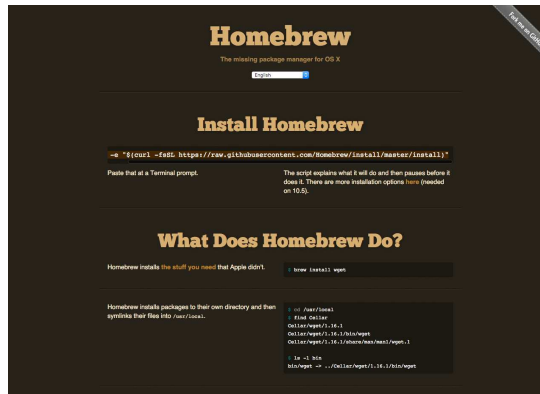 Fork me on GitHub
Homebrew
The missing package manager for OS X
English
Install Homebrew
-e "$(curl -fsSL https://raw.githubusercontent.com/Homebrew/install/master/install)"
Paste that at a Terminal prompt.
The script explains what it will do and then pauses before it
does it. There are more installation options here (needed
on 10.5).
What Does Homebrew Do?
Homebrew installs the stuff you need that Apple didn't.
$ brew install wget
Homebrew installs packages to their own directory and then
symlinks their files into /usr/local.
$ cd /usr/local
$ find Cellar
Cellar/wget/1.16.1
Cellar/wget/1.16.1/bin/wget
Cellar/wget/1.16.1/share/man/man1/wget.1
$ ls -l bin
bin/wget -> ../Cellar/wget/1.16.1/bin/wget